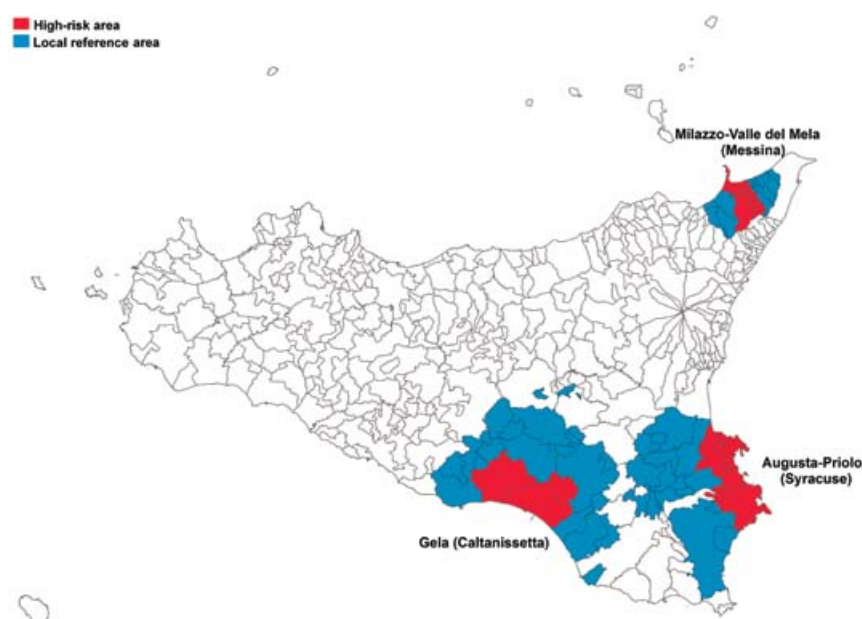 High-risk area
Local reference area
Milazzo-Valle del Mela
(Messina)
Augusta-Priolo
(Syracuse)
Gela (Caltanissetta)